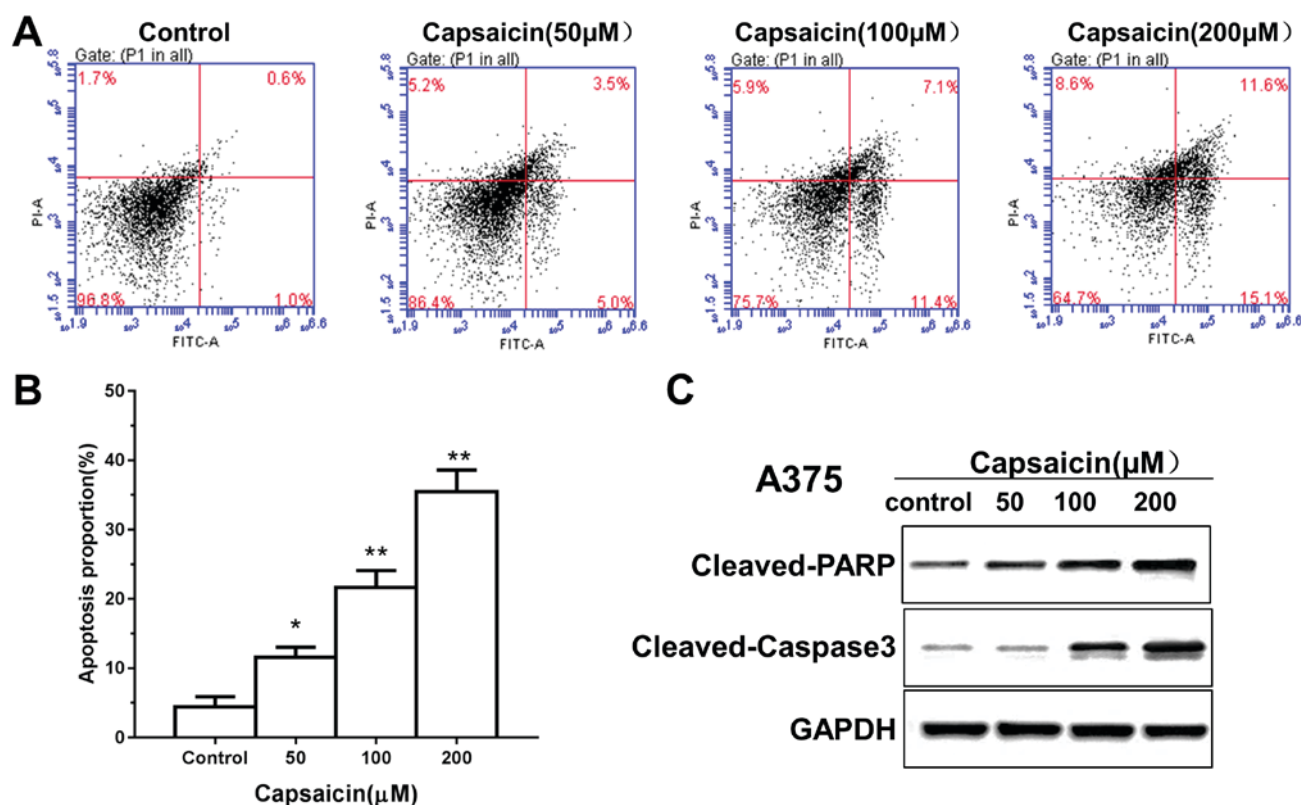 A
Control
Capsaicin(50μM）
Capsaicin(100μM）
Capsaicin(200μM）
Gate: (P1 in all)
1.7% 0.6%
96.8% 1.0%
PI-A
FITC-A
Gate: (P1 in all)
5.2% 3.5%
86.4% 5.0%
PI-A
FITC-A
Gate: (P1 in all)
5.9% 7.1%
75.7% 11.4%
PI-A
FITC-A
Gate: (P1 in all)
8.6% 11.6%
64.7% 15.1%
PI-A
FITC-A
B
Apoptosis proportion(%)
50
40
30
20
10
0
*
**
**
Control 50 100 200
Capsaicin(μM)
C
A375
Capsaicin(μM）
control 50 100 200
Cleaved-PARP
Cleaved-Caspase3
GAPDH